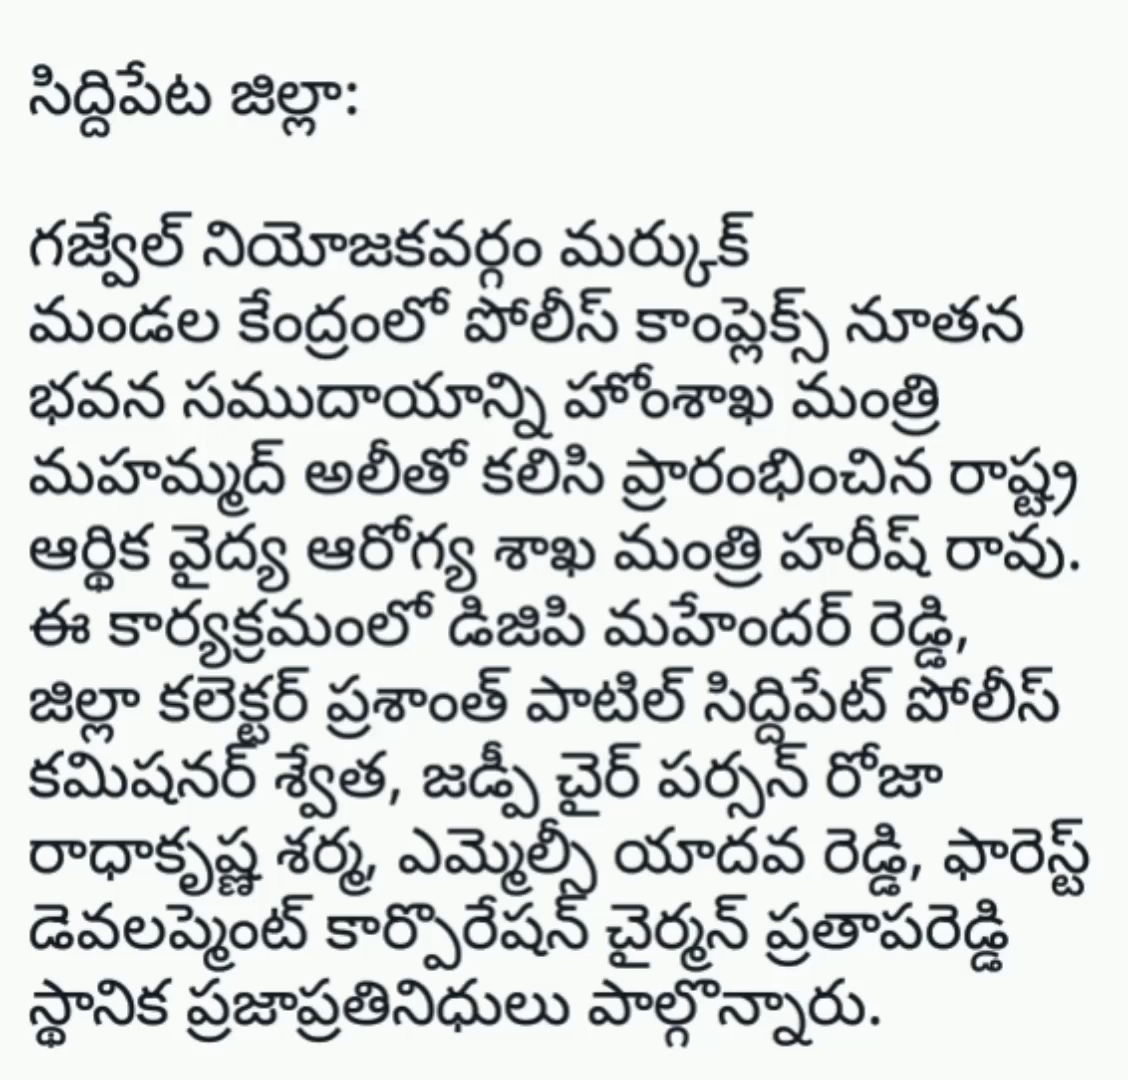 సిద్దిపేట జిల్లా:
గజ్వేల్ నియోజకవర్గం మర్కుక్
మండల కేంద్రంలో పోలీస్ కాంప్లెక్స్ నూతన
భవన సముదాయాన్ని హోంశాఖ మంత్రి
మహమ్మద్ అలీతో కలిసి ప్రారంభించిన రాష్ట్ర
ఆర్థిక వైద్య ఆరోగ్య శాఖ మంత్రి హరీష్ రావు.
ఈ కార్యక్రమంలో డిజిపి మహేందర్ రెడ్డి,
జిల్లా కలెక్టర్ ప్రశాంత్ పాటిల్ సిద్దిపేట్ పోలీస్
కమిషనర్ శ్వేత, జడ్పీ చైర్ పర్సన్ రోజా
రాధాకృష్ణ శర్మ, ఎమ్మెల్సీ యాదవ రెడ్డి, ఫారెస్ట్
డెవలప్మెంట్ కార్పొరేషన్ చైర్మన్ ప్రతాపరెడ్డి
స్థానిక ప్రజాప్రతినిధులు పాల్గొన్నారు.